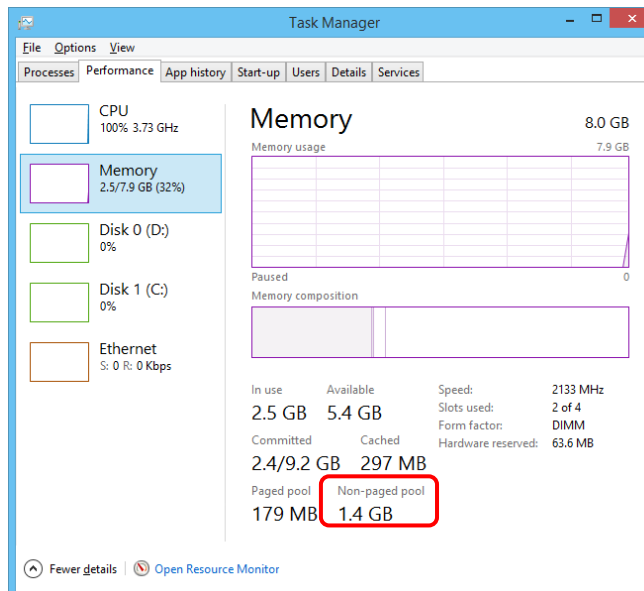 Task Manager
File Options View
Processes Performance App history Start-up Users Details Services
CPU
100% 3.73 GHz
Memory
2.5/7.9 GB (32%)
Disk 0 (D:)
0%
Disk 1 (C:)
0%
Ethernet
S: 0 R: 0 Kbps
Memory 8.0 GB
Memory usage 7.9 GB
Paused 0
Memory composition
In use Available
2.5 GB 5.4 GB
Committed Cached
2.4/9.2 GB 297 MB
Paged pool Non-paged pool
179 MB 1.4 GB
Speed: 2133 MHz
Slots used: 2 of 4
Form factor: DIMM
Hardware reserved: 63.6 MB
Fewer details Open Resource Monitor